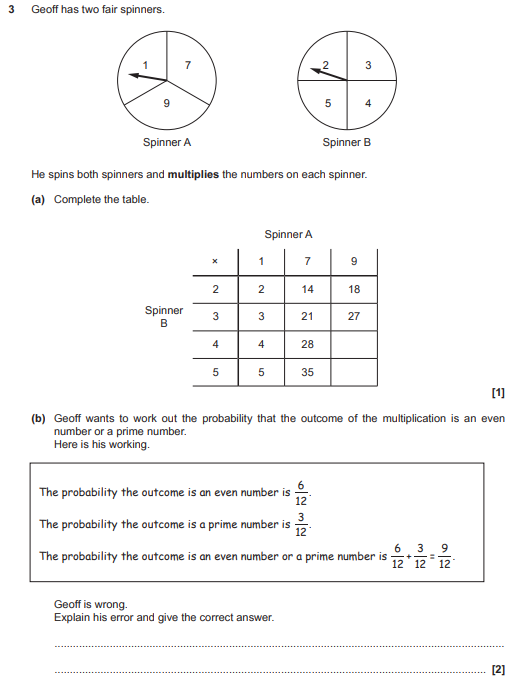 3 Geoff has two fair spinners.
1 7
9
2 3
5 4
Spinner A Spinner B
He spins both spinners and multiplies the numbers on each spinner.
(a) Complete the table.
Spinner A
× 1 7 9
2 2 14 18
Spinner
B
3 3 21 27
4 4 28
5 5 35
[1]
(b) Geoff wants to work out the probability that the outcome of the multiplication is an even
number or a prime number.
Here is his working.
The probability the outcome is an even number is 6/12.
The probability the outcome is a prime number is 3/12.
The probability the outcome is an even number or a prime number is 6/12 + 3/12 = 9/12.
Geoff is wrong.
Explain his error and give the correct answer.
[2]